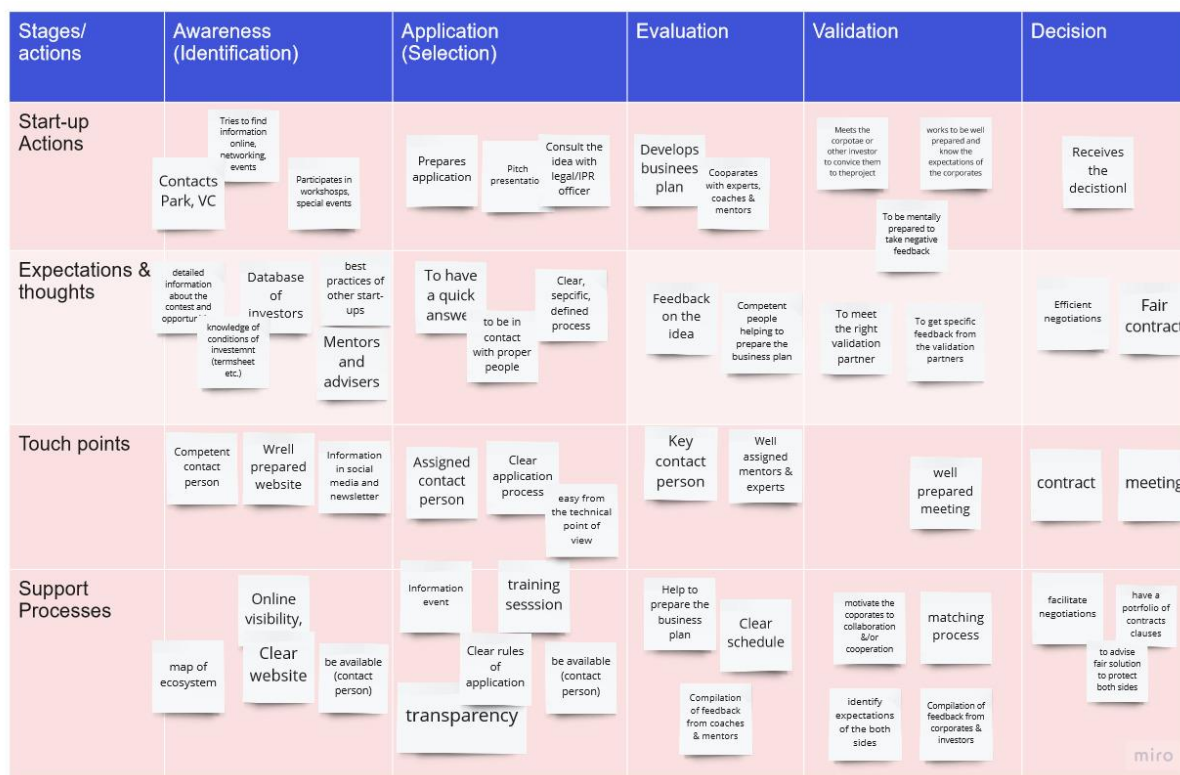 Stages/
actions
Awareness
(Identification)
Application
(Selection)
Evaluation
Validation
Decision
Start-up
Actions
Tries to find
information
online,
networking,
events
Contacts
Park, VC
Participates in
workshosps,
special events
Prepares
application
Pitch
presentatio
Consult the
idea with
legal/IPR
officer
Develops
businees
plan
Cooparates
with experts,
coaches &
mentors
Meets the
corpotae or
other investor
to convice them
to theproject
works to be well
prepared and
know the
expectations of
the corporates
To be mentally
prepared to
take negative
feedback
Receives
the
decistionl
Expectations &
thoughts
detailed
information
about the
contest and
opportuni
Database
of
investors
best
practices of
other start-
ups
knowledge of
conditions of
investemnt
(termsheet
etc.)
Mentors
and
advisers
To have
a quick
answe
to be in
contact
with proper
people
Clear,
sepcific,
defined
process
Feedback
on the
idea
Competent
people
helping to
prepare the
business plan
To meet
the right
validation
partner
To get specific
feedback from
the validation
partners
Efficient
negotiations
Fair
contract
Touch points
Competent
contact
person
Wrell
prepared
website
Information
in social
media and
newsletter
Assigned
contact
person
Clear
application
process
easy from
the technical
point of
view
Key
contact
person
Well
assigned
mentors &
experts
well
prepared
meeting
contract
meeting
Support
Processes
Online
visibility,
map of
ecosystem
Clear
website
be available
(contact
person)
Information
event
training
sesssion
Clear rules
of
application
be available
(contact
person)
transparency
Help to
prepare the
business
plan
Clear
schedule
Compilation
of feedback
from coaches
& mentors
motivate the
coporates to
collaboration
&/or
cooperation
matching
process
identify
expectations
of the both
sides
Compilation of
feedback from
corporates &
investors
facilitate
negotiations
have a
potrfolio of
contracts
clauses
to advise
fair solution
to protect
both sides
miro